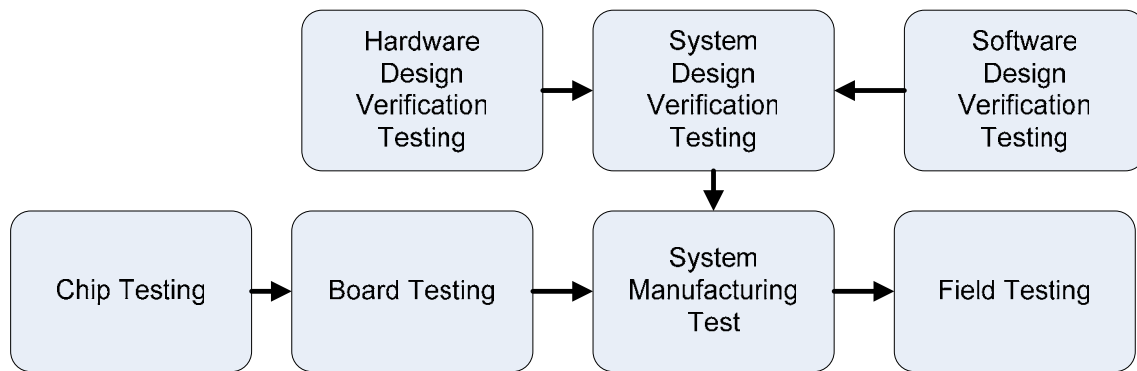 Hardware
Design
Verification
Testing
System
Design
Verification
Testing
Software
Design
Verification
Testing
Chip Testing
Board Testing
System
Manufacturing
Test
Field Testing